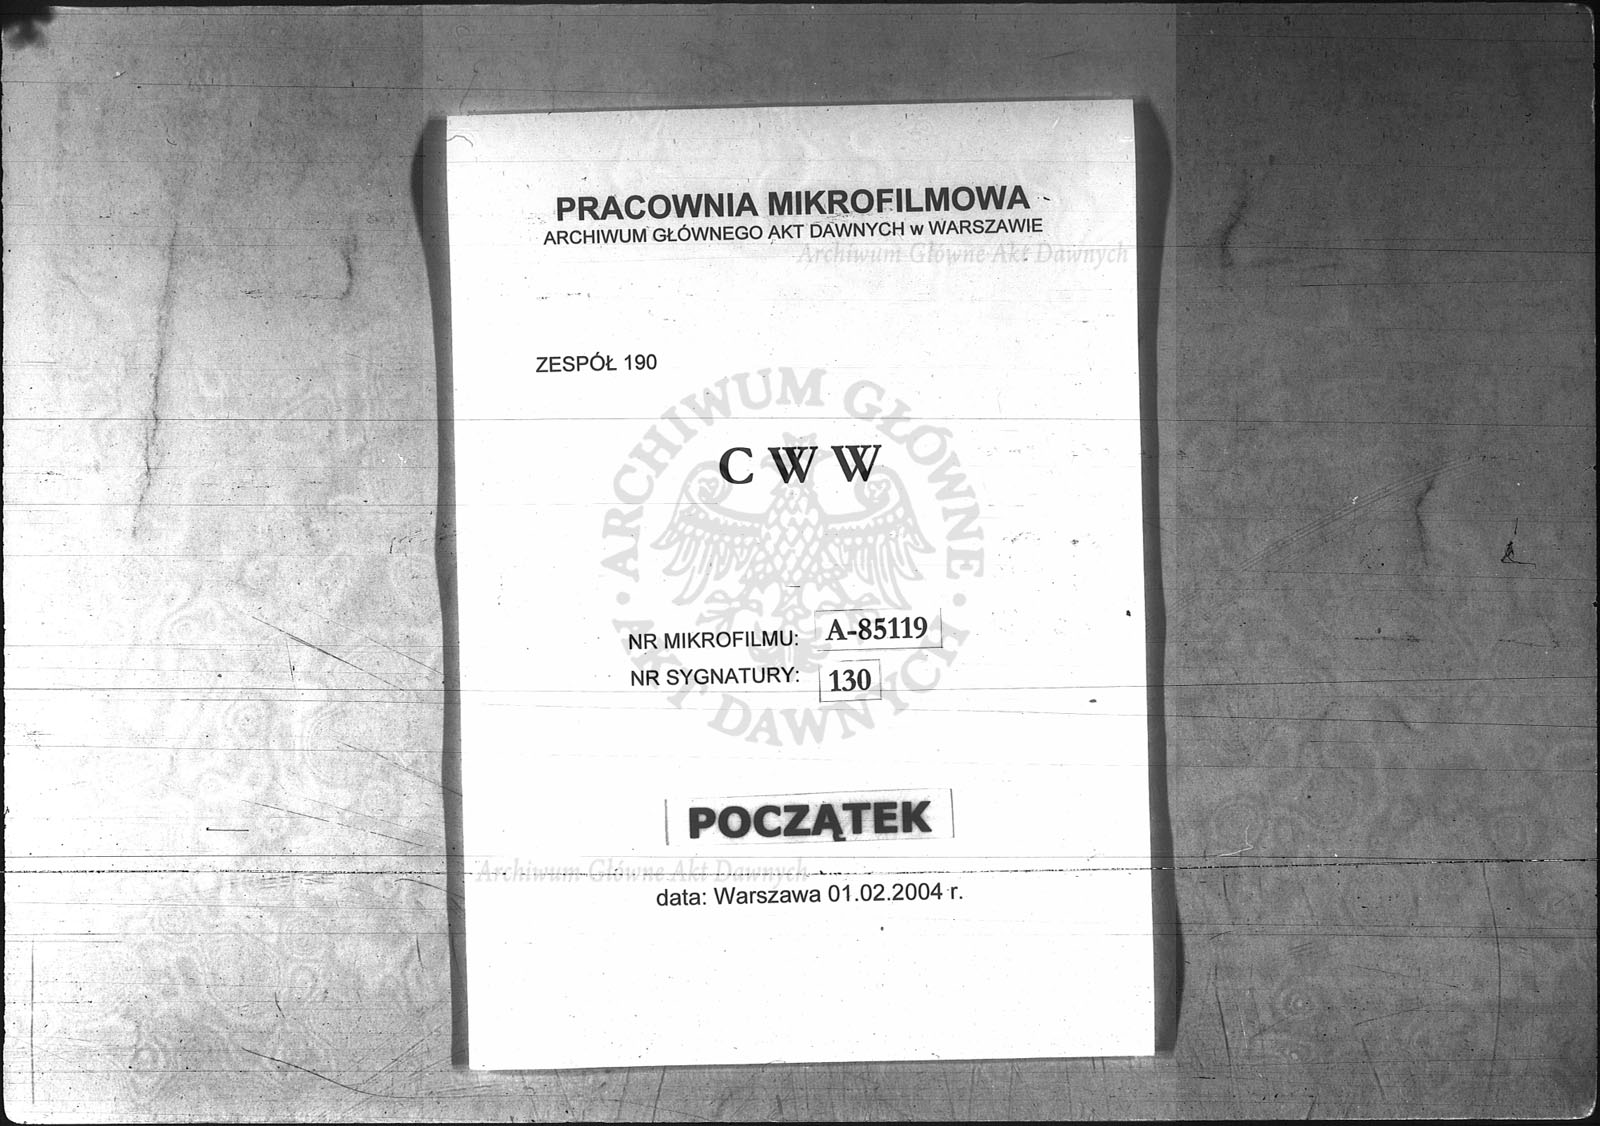 PRACOWNIA MIKROFILMOWA
ARCHIWUM GŁÓWNEGO AKT DAWNYCH w WARSZAWIE
Archiwum Główne Akt Dawnych
ZESPÓŁ 190
ARCHIWUM GŁÓWNE AKT DAWNYCH
C W W
NR MIKROFILMU: A-85119
NR SYGNATURY: 130
POCZĄTEK
Archiwum Główne Akt Dawnych
data: Warszawa 01.02.2004 r.